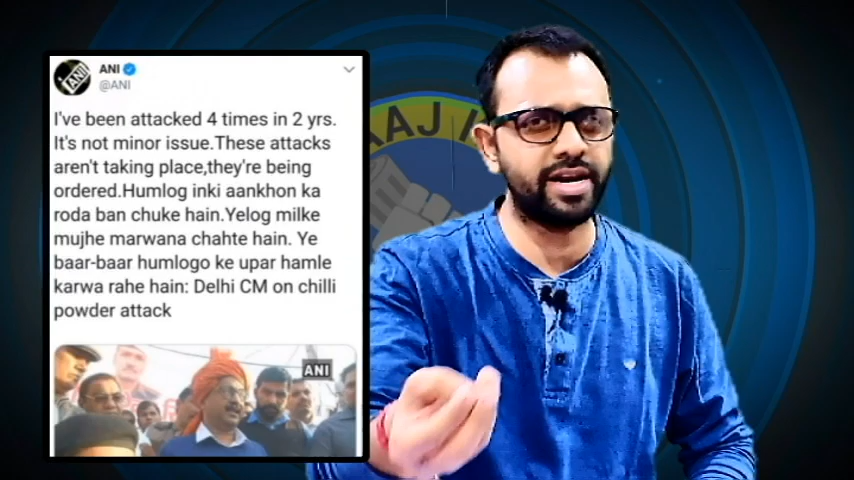 ANI
@ANI
I've been attacked 4 times in 2 yrs.
It's not minor issue.These attacks
aren't taking place,they're being
ordered.Humlog inki aankhon ka
roda ban chuke hain.Yelog milke
mujhe marwana chahte hain. Ye
baar-baar humlogo ke upar hamle
karwa rahe hain: Delhi CM on chilli
powder attack
ANI
ANI
AAJ